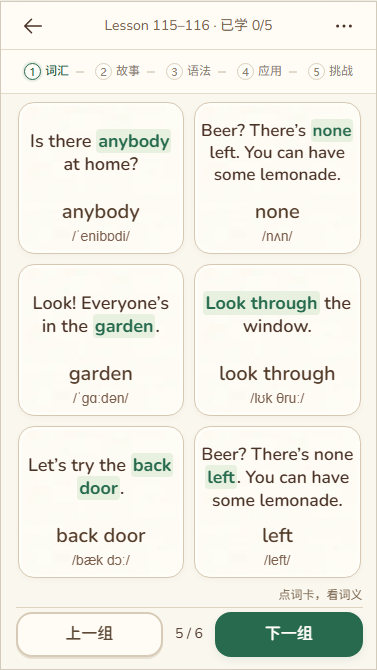 Lesson 115–116 · 已学 0/5
1 词汇 – 2 故事 – 3 语法 – 4 应用 – 5 挑战
Is there anybody
at home?
anybody
/ˈenibɒdi/
Beer? There’s none
left. You can have
some lemonade.
none
/nʌn/
Look! Everyone’s
in the garden.
garden
/ˈɡɑːdən/
Look through the
window.
look through
/lʊk θruː/
Let’s try the back
door.
back door
/bæk dɔː/
Beer? There’s none
left. You can have
some lemonade.
left
/left/
点词卡，看词义
上一组
5 / 6
下一组